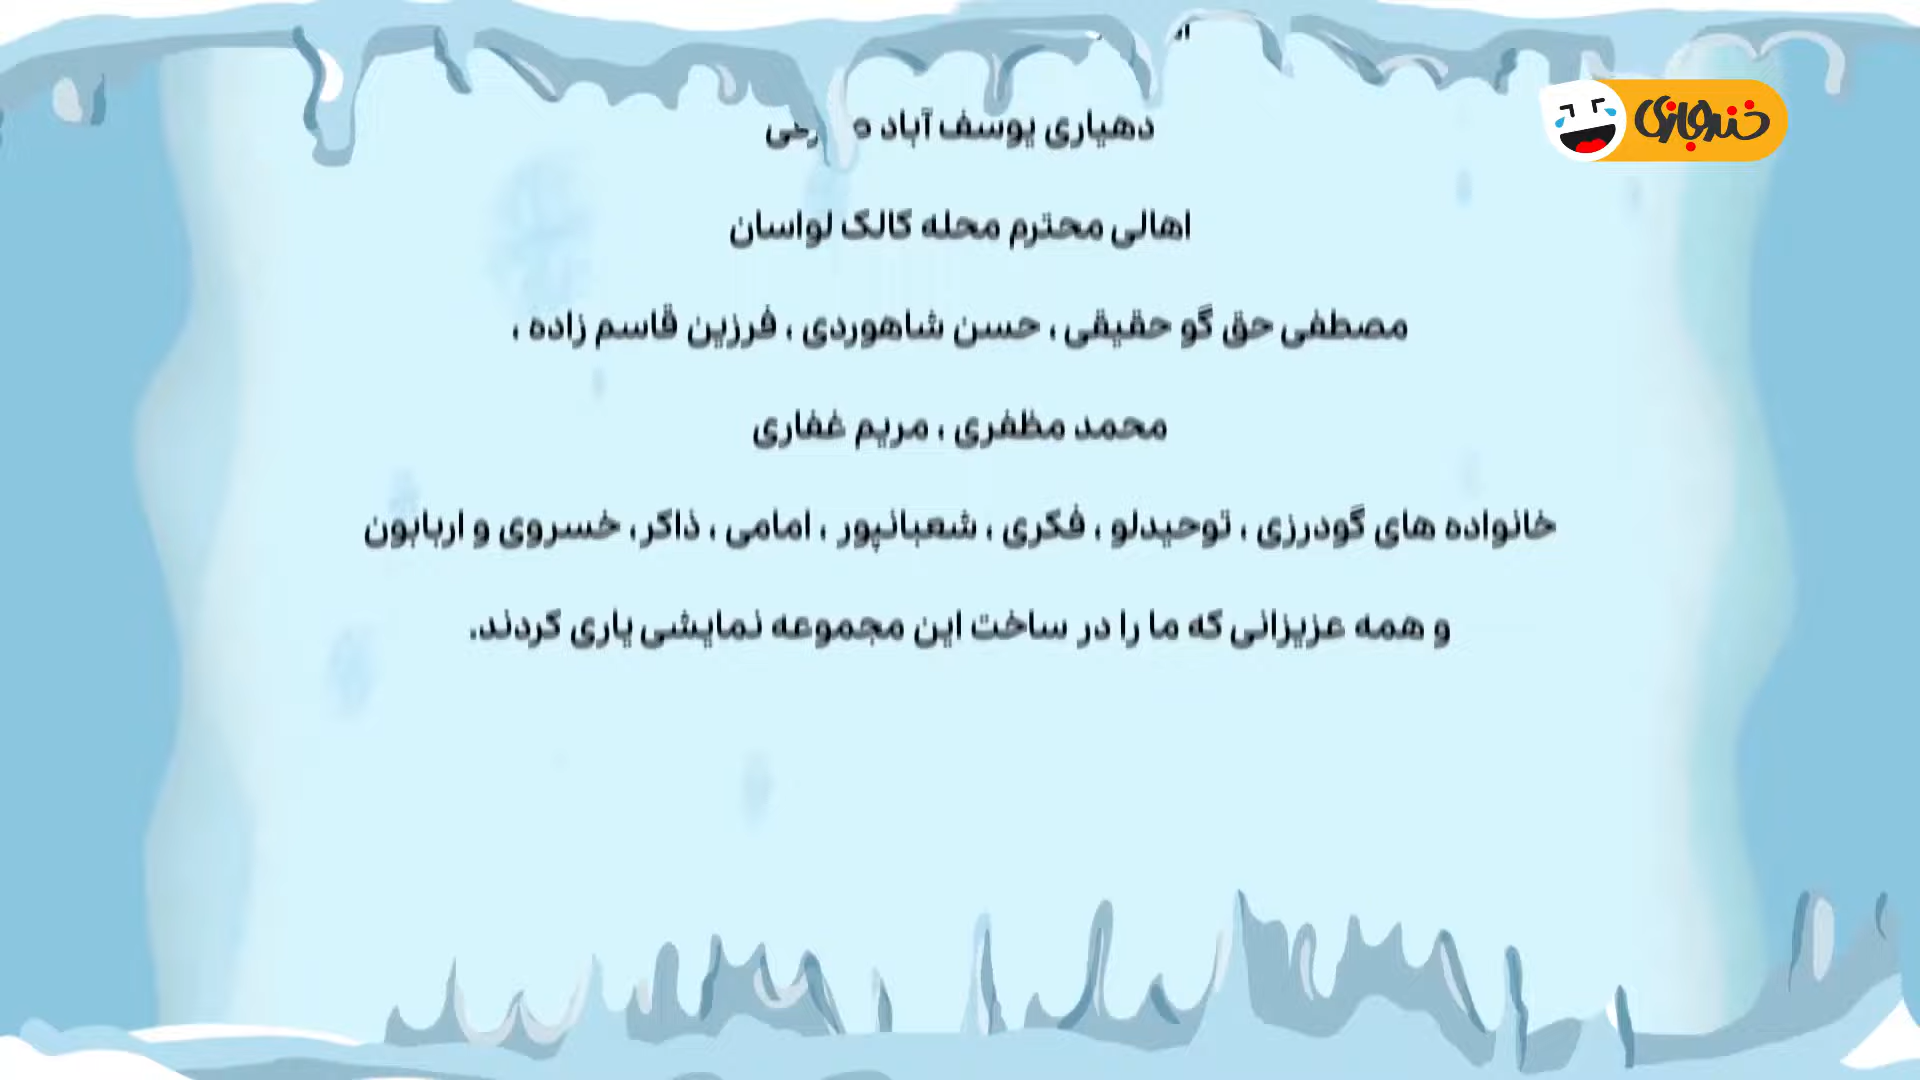 دهیاری یوسف آباد
خندوانه
اهالی محترم محله کالک لواسان
مصطفی حق گو حقیقی ، حسن شاهوردی ، فرزین قاسم زاده ،
محمد مظفری ، مریم غفاری
خانواده های گودرزی ، توحیدلو ، فکری ، شعبانپور ، امامی ، ذاکر ، خسروی و اربابون
و همه عزیزانی که ما را در ساخت این مجموعه نمایشی یاری کردند.